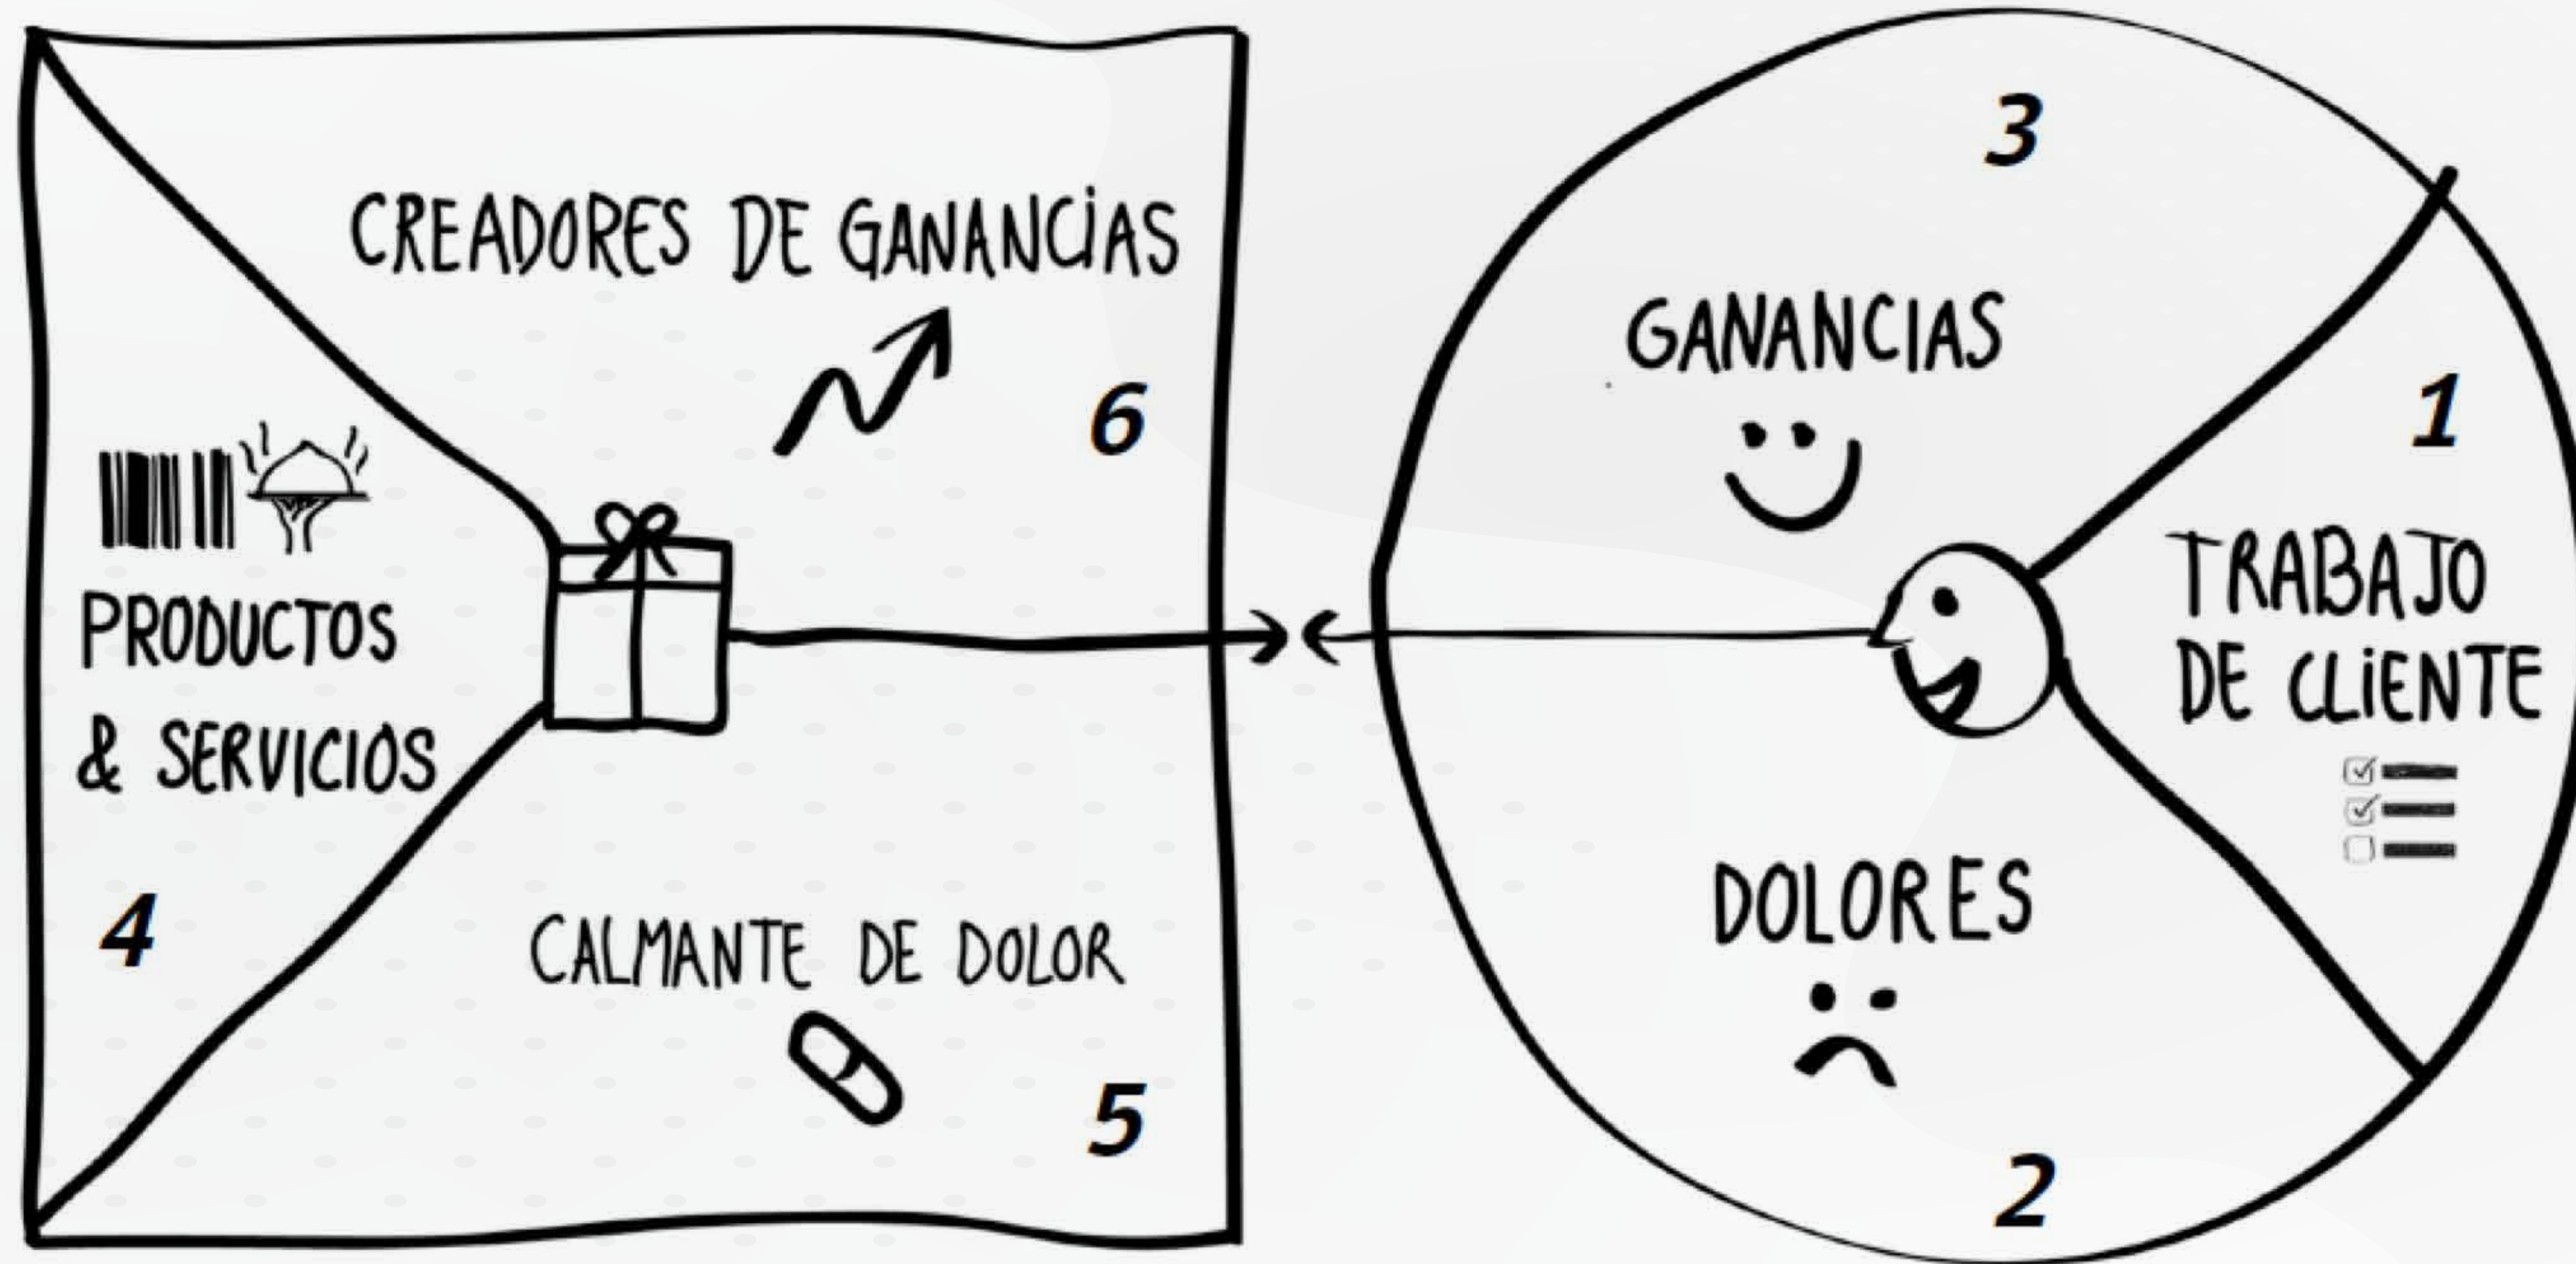 CREADORES DE GANANCIAS
6
PRODUCTOS
& SERVICIOS
4
CALMANTE DE DOLOR
5
3
GANANCIAS
1
TRABAJO
DE CLIENTE
DOLORES
2